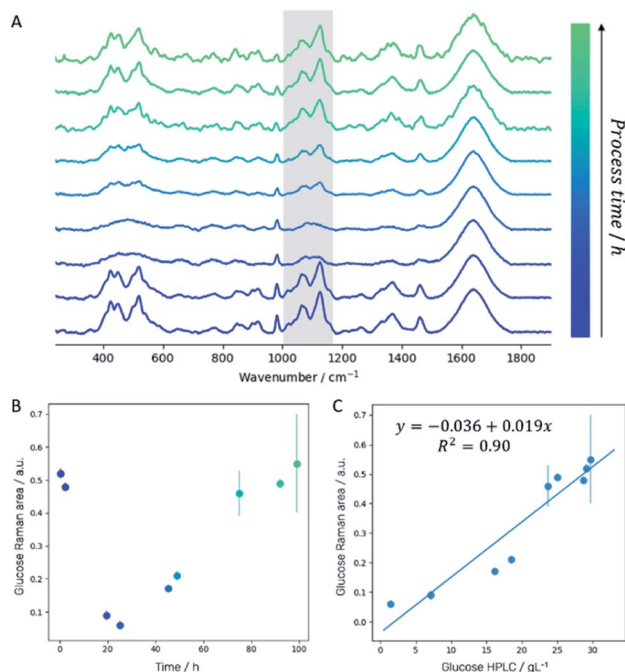 A
Process time / h
400 600 800 1000 1200 1400 1600 1800
Wavenumber / cm⁻¹
B
0.7
0.6
0.5
0.4
0.3
0.2
0.1
Glucose Raman area / a.u.
0 20 40 60 80 100
Time / h
C
y = −0.036 + 0.019x
R² = 0.90
0.7
0.6
0.5
0.4
0.3
0.2
0.1
0.0
Glucose Raman area / a.u.
0 5 10 15 20 25 30
Glucose HPLC / gL⁻¹